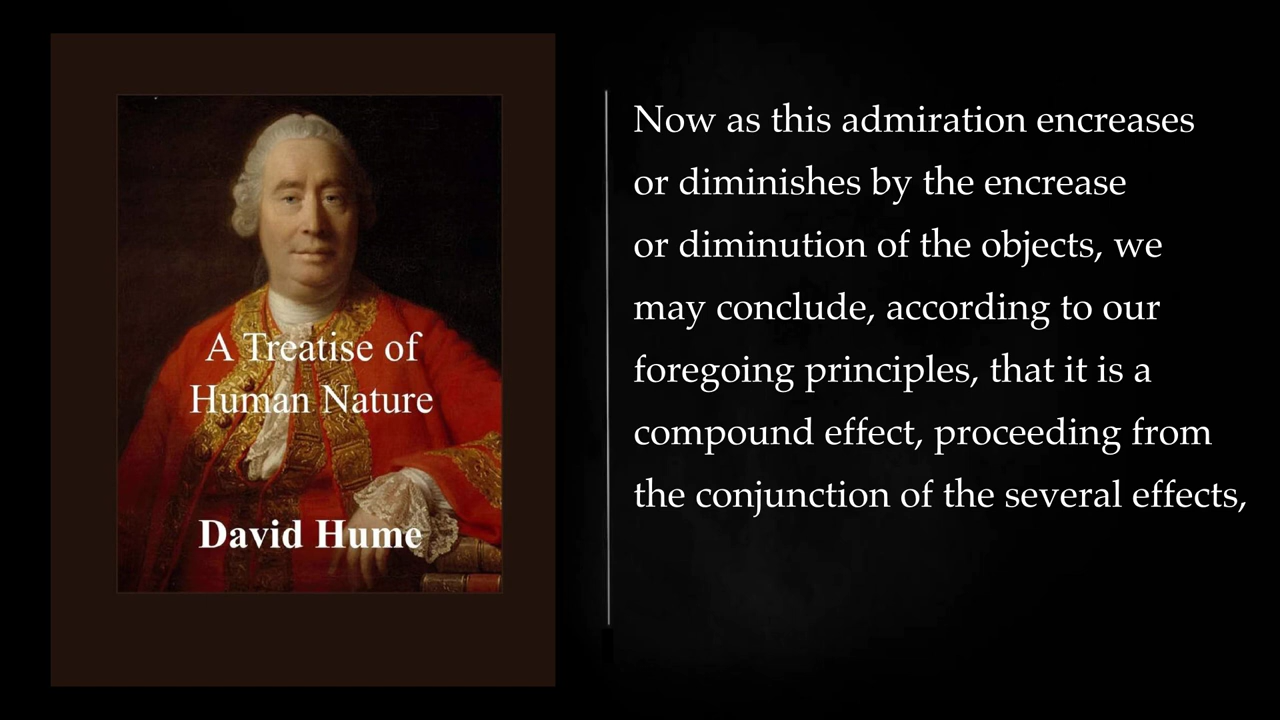 A Treatise of
Human Nature
David Hume
Now as this admiration encreases
or diminishes by the encrease
or diminution of the objects, we
may conclude, according to our
foregoing principles, that it is a
compound effect, proceeding from
the conjunction of the several effects,